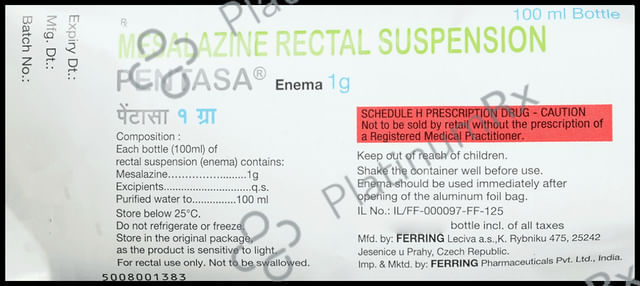 100 ml Bottle
℞
MESALAZINE RECTAL SUSPENSION
PENTASA® Enema 1g
पेंटासा १ ग्रा
Composition :
Each bottle (100ml) of
rectal suspension (enema) contains:
Mesalazine..................1g
Excipients........................q.s.
Purified water to.............100 ml
Store below 25°C.
Do not refrigerate or freeze.
Store in the original package,
as the product is sensitive to light.
For rectal use only. Not to be swallowed.
5008001383
SCHEDULE H PRESCRIPTION DRUG - CAUTION
Not to be sold by retail without the prescription of
a Registered Medical Practitioner.
Keep out of reach of children.
Shake the container well before use.
Enema should be used immediately after
opening of the aluminum foil bag.
IL No.: IL/FF-000097-FF-125
bottle incl. of all taxes
Mfd. by: FERRING Leciva a.s., K. Rybniku 475, 25242
Jesenice u Prahy, Czech Republic.
Imp. & Mktd. by: FERRING Pharmaceuticals Pvt. Ltd., India.
Batch No.:
Mfg. Dt.:
Expiry Dt.:
PlatinumRx
PlatinumRx